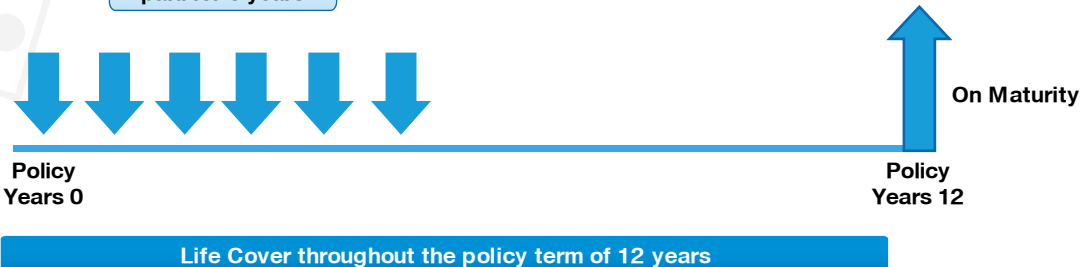 On Maturity
Policy
Years 0
Policy
Years 12
Life Cover throughout the policy term of 12 years